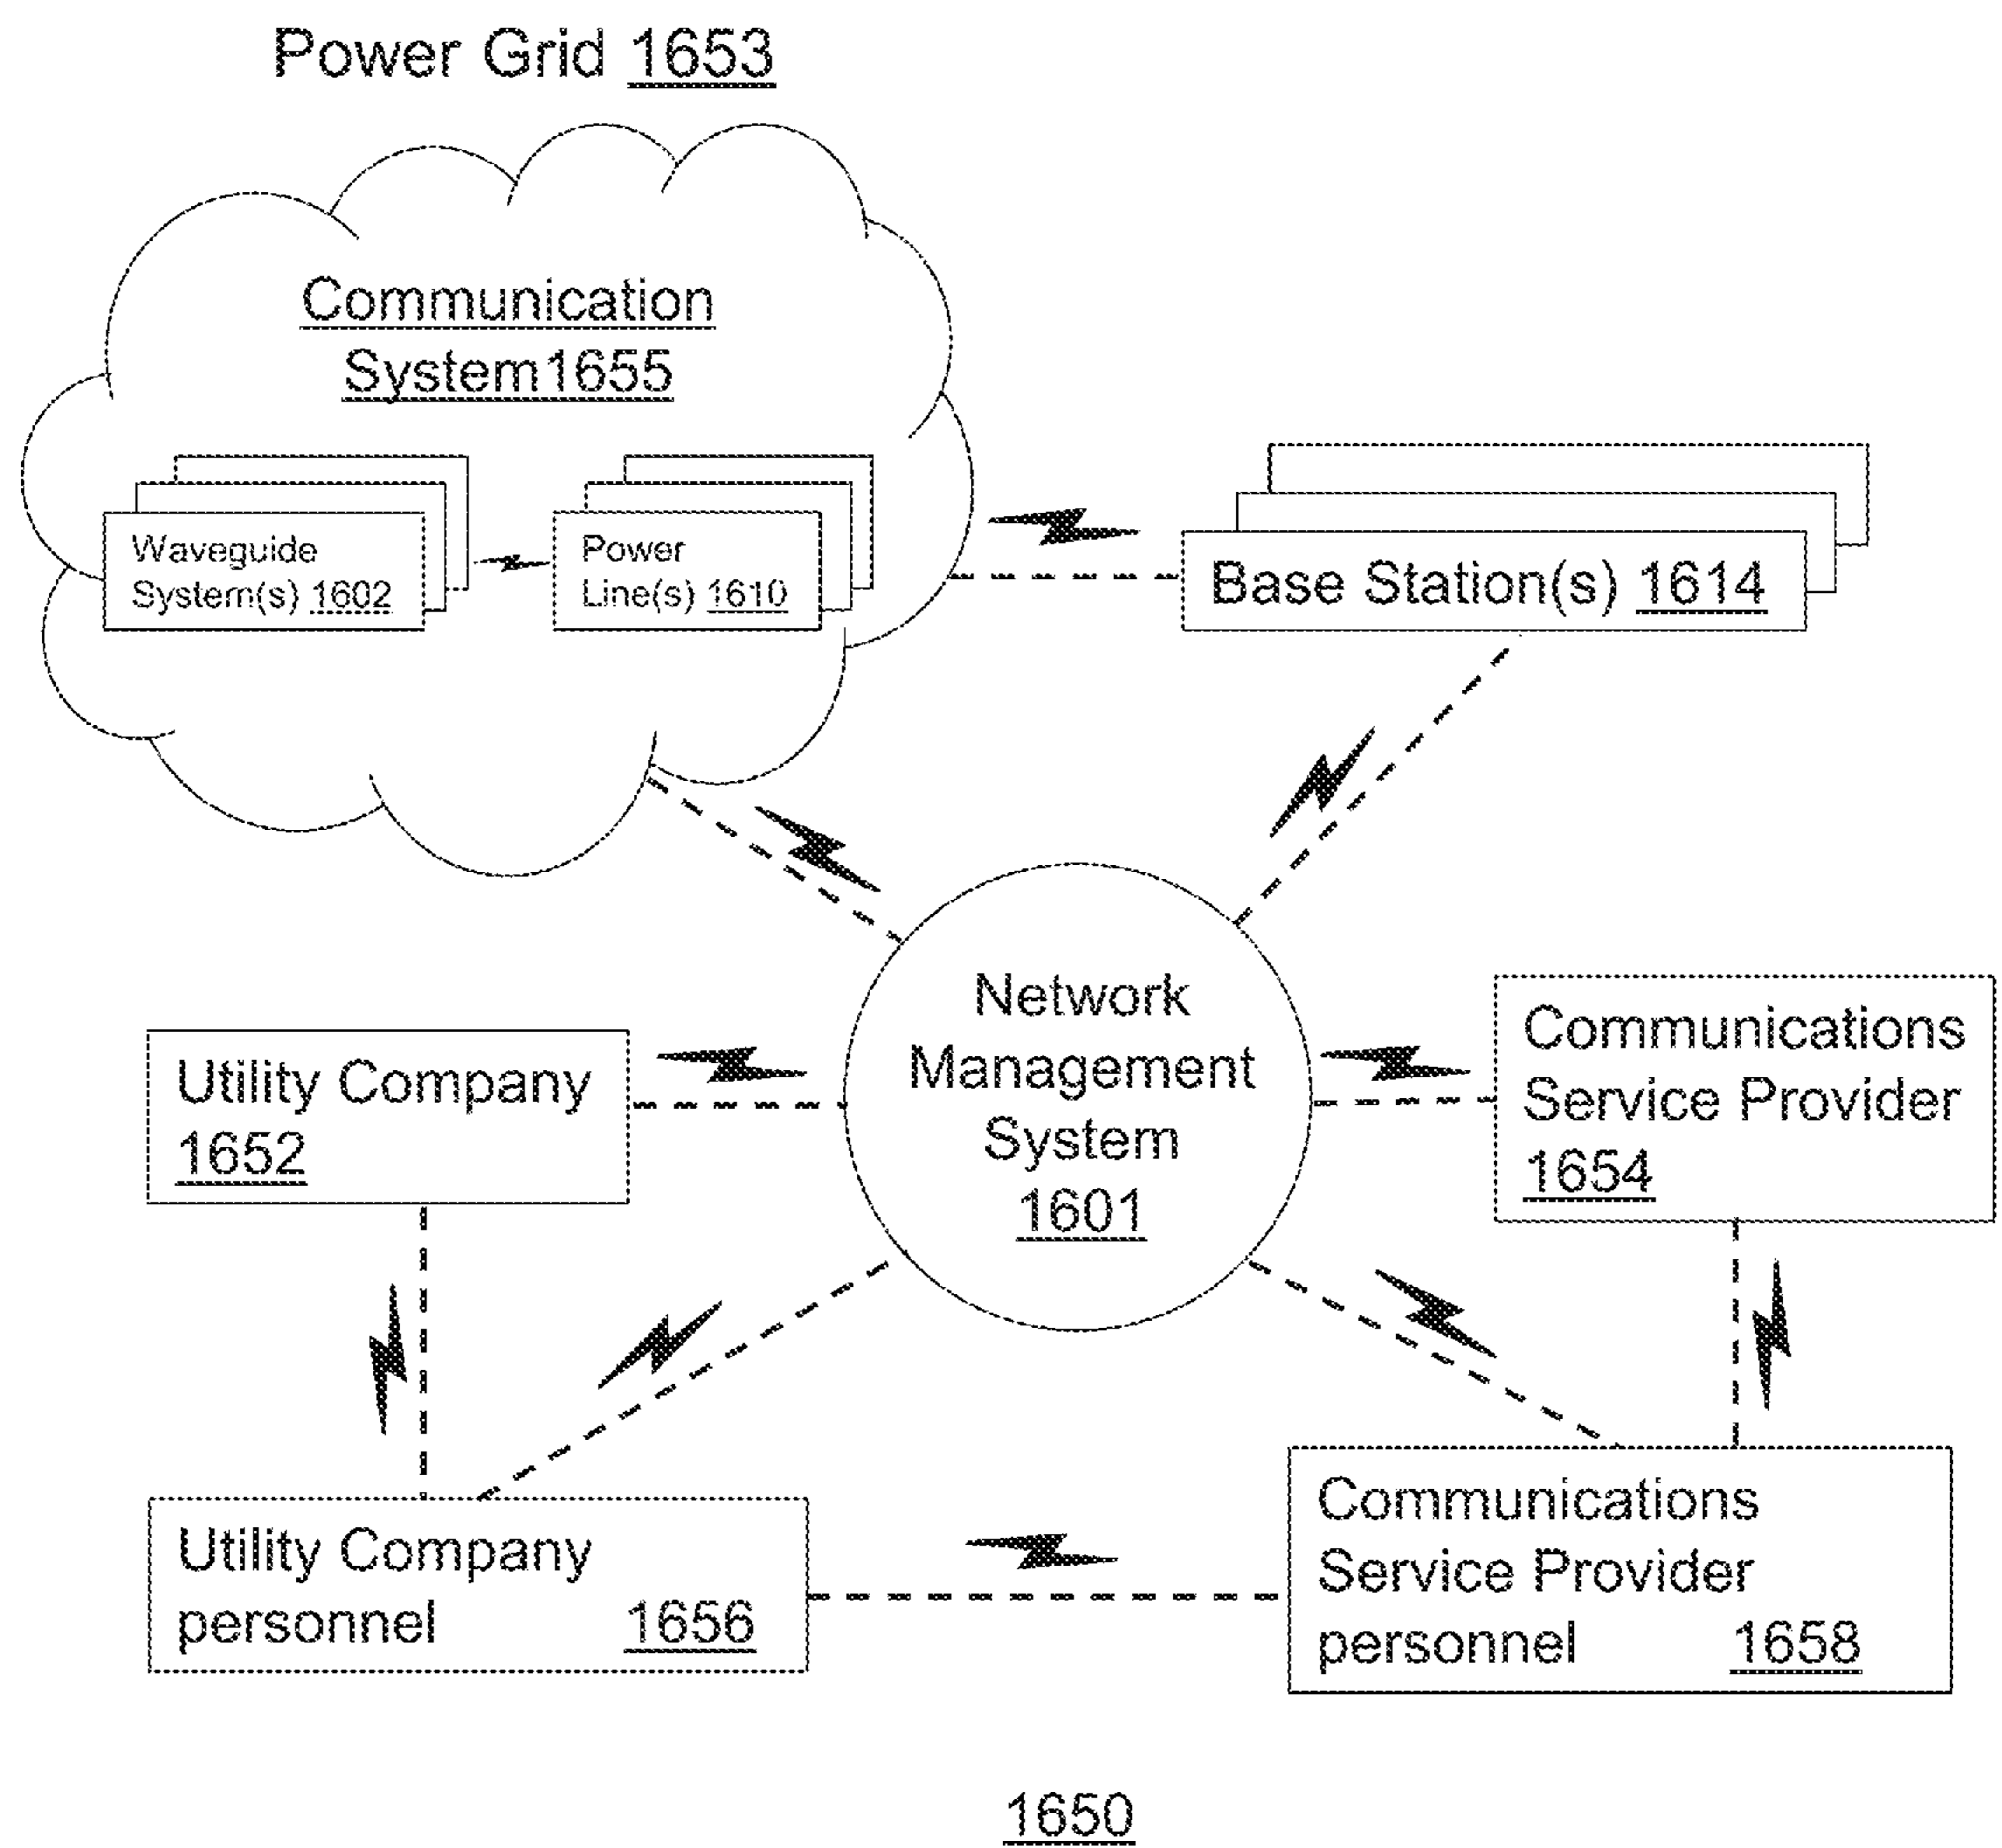 Power Grid 1653
Communication
System1655
Waveguide
System(s) 1602
Power
Line(s) 1610
Base Station(s) 1614
Network
Management
System
1601
Utility Company
1652
Communications
Service Provider
1654
Utility Company
personnel 1656
Communications
Service Provider
personnel 1658
1650